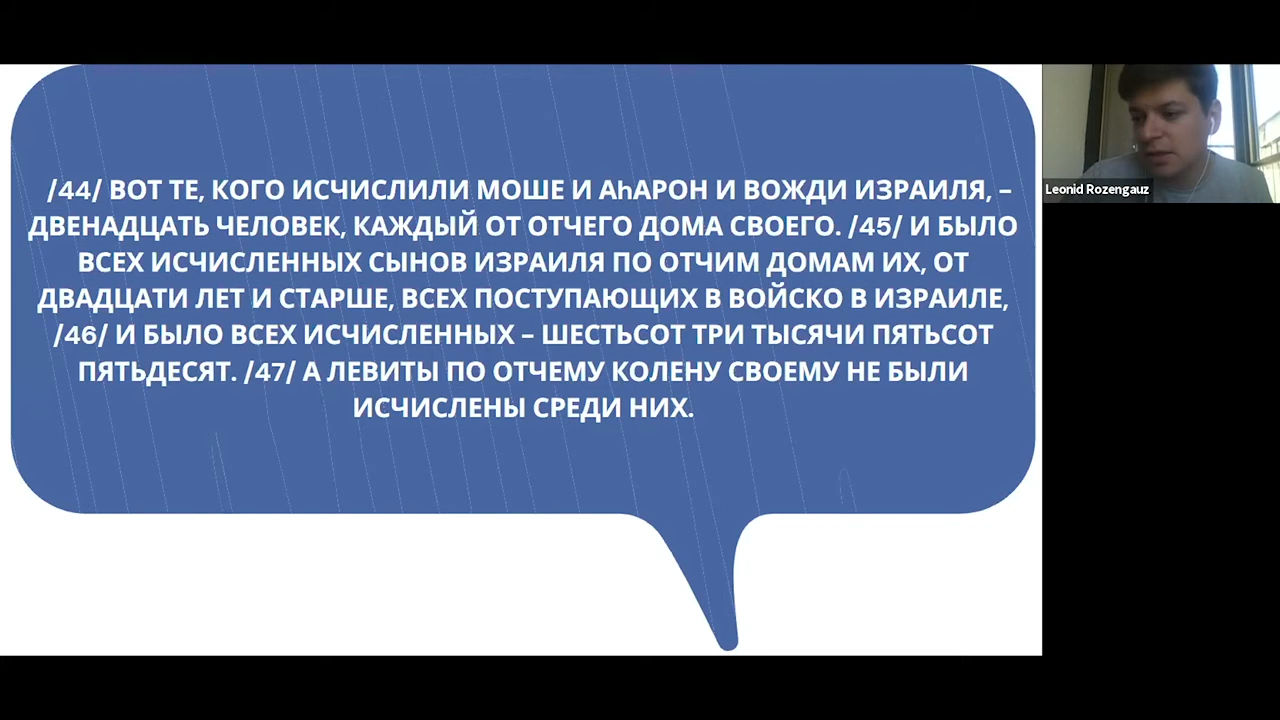 /44/ ВОТ ТЕ, КОГО ИСЧИСЛИЛИ МОШЕ И АhАРОН И ВОЖДИ ИЗРАИЛЯ, –
ДВЕНАДЦАТЬ ЧЕЛОВЕК, КАЖДЫЙ ОТ ОТЧЕГО ДОМА СВОЕГО. /45/ И БЫЛО
ВСЕХ ИСЧИСЛЕННЫХ СЫНОВ ИЗРАИЛЯ ПО ОТЧИМ ДОМАМ ИХ, ОТ
ДВАДЦАТИ ЛЕТ И СТАРШЕ, ВСЕХ ПОСТУПАЮЩИХ В ВОЙСКО В ИЗРАИЛЕ,
/46/ И БЫЛО ВСЕХ ИСЧИСЛЕННЫХ – ШЕСТЬСОТ ТРИ ТЫСЯЧИ ПЯТЬСОТ
ПЯТЬДЕСЯТ. /47/ А ЛЕВИТЫ ПО ОТЧЕМУ КОЛЕНУ СВОЕМУ НЕ БЫЛИ
ИСЧИСЛЕНЫ СРЕДИ НИХ.
Leonid Rozengauz